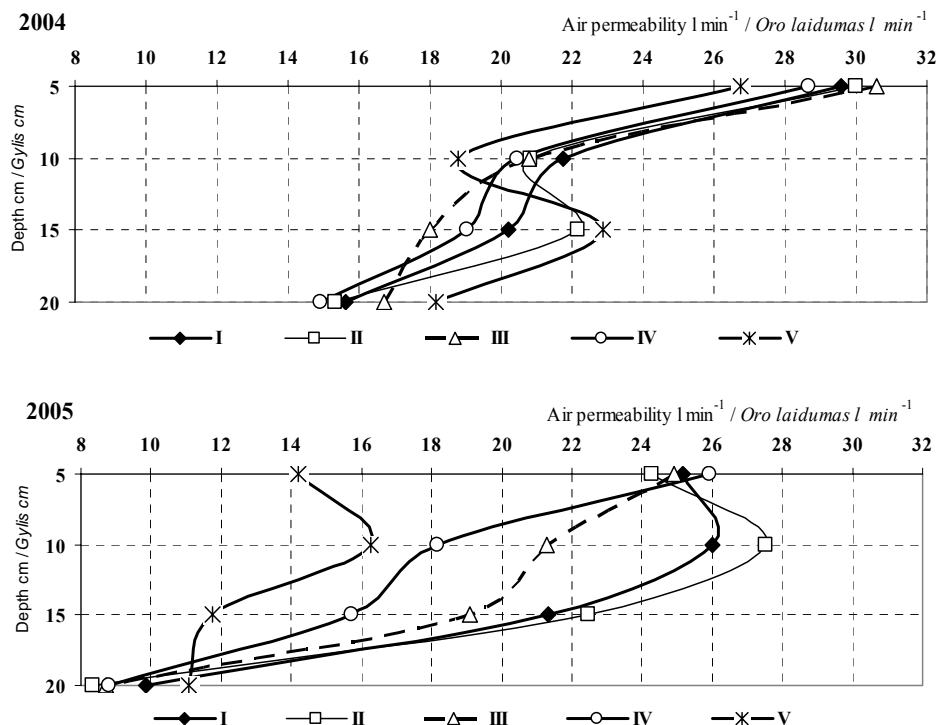 2004
Air permeability l min⁻¹ / Oro laidumas l min⁻¹
8 10 12 14 16 18 20 22 24 26 28 30 32
5
10
15
20
Depth cm / Gylis cm
I II III IV V
2005
Air permeability l min⁻¹ / Oro laidumas l min⁻¹
8 10 12 14 16 18 20 22 24 26 28 30 32
5
10
15
20
Depth cm / Gylis cm
I II III IV V